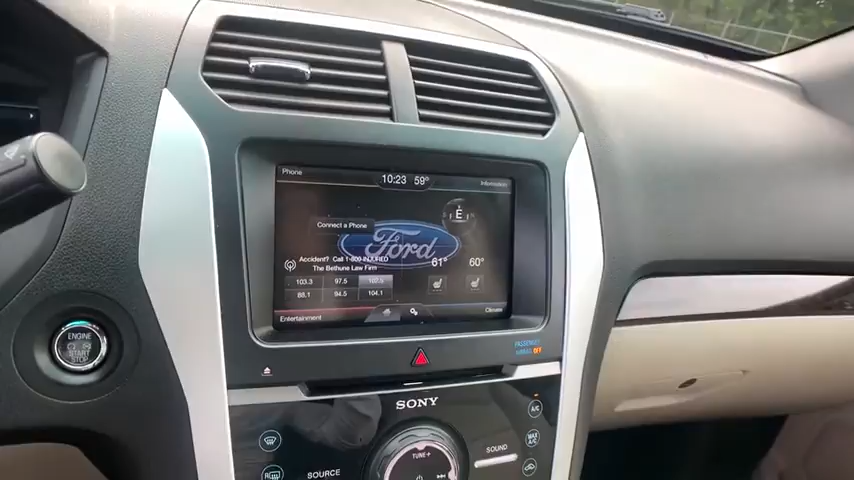 Phone
10:23 59°
Information
E
Connect a Phone
Ford
Accident? Call 1-800-INJURED
The Bethune Law Firm
61°
60°
103.3 97.5 107.5
88.1 94.5 104.1
Entertainment
Climate
ENGINE
START
STOP
PASSENGER
AIRBAG OFF
SONY
A/C
MAX
A/C
SOURCE
SOUND
TUNE+
R